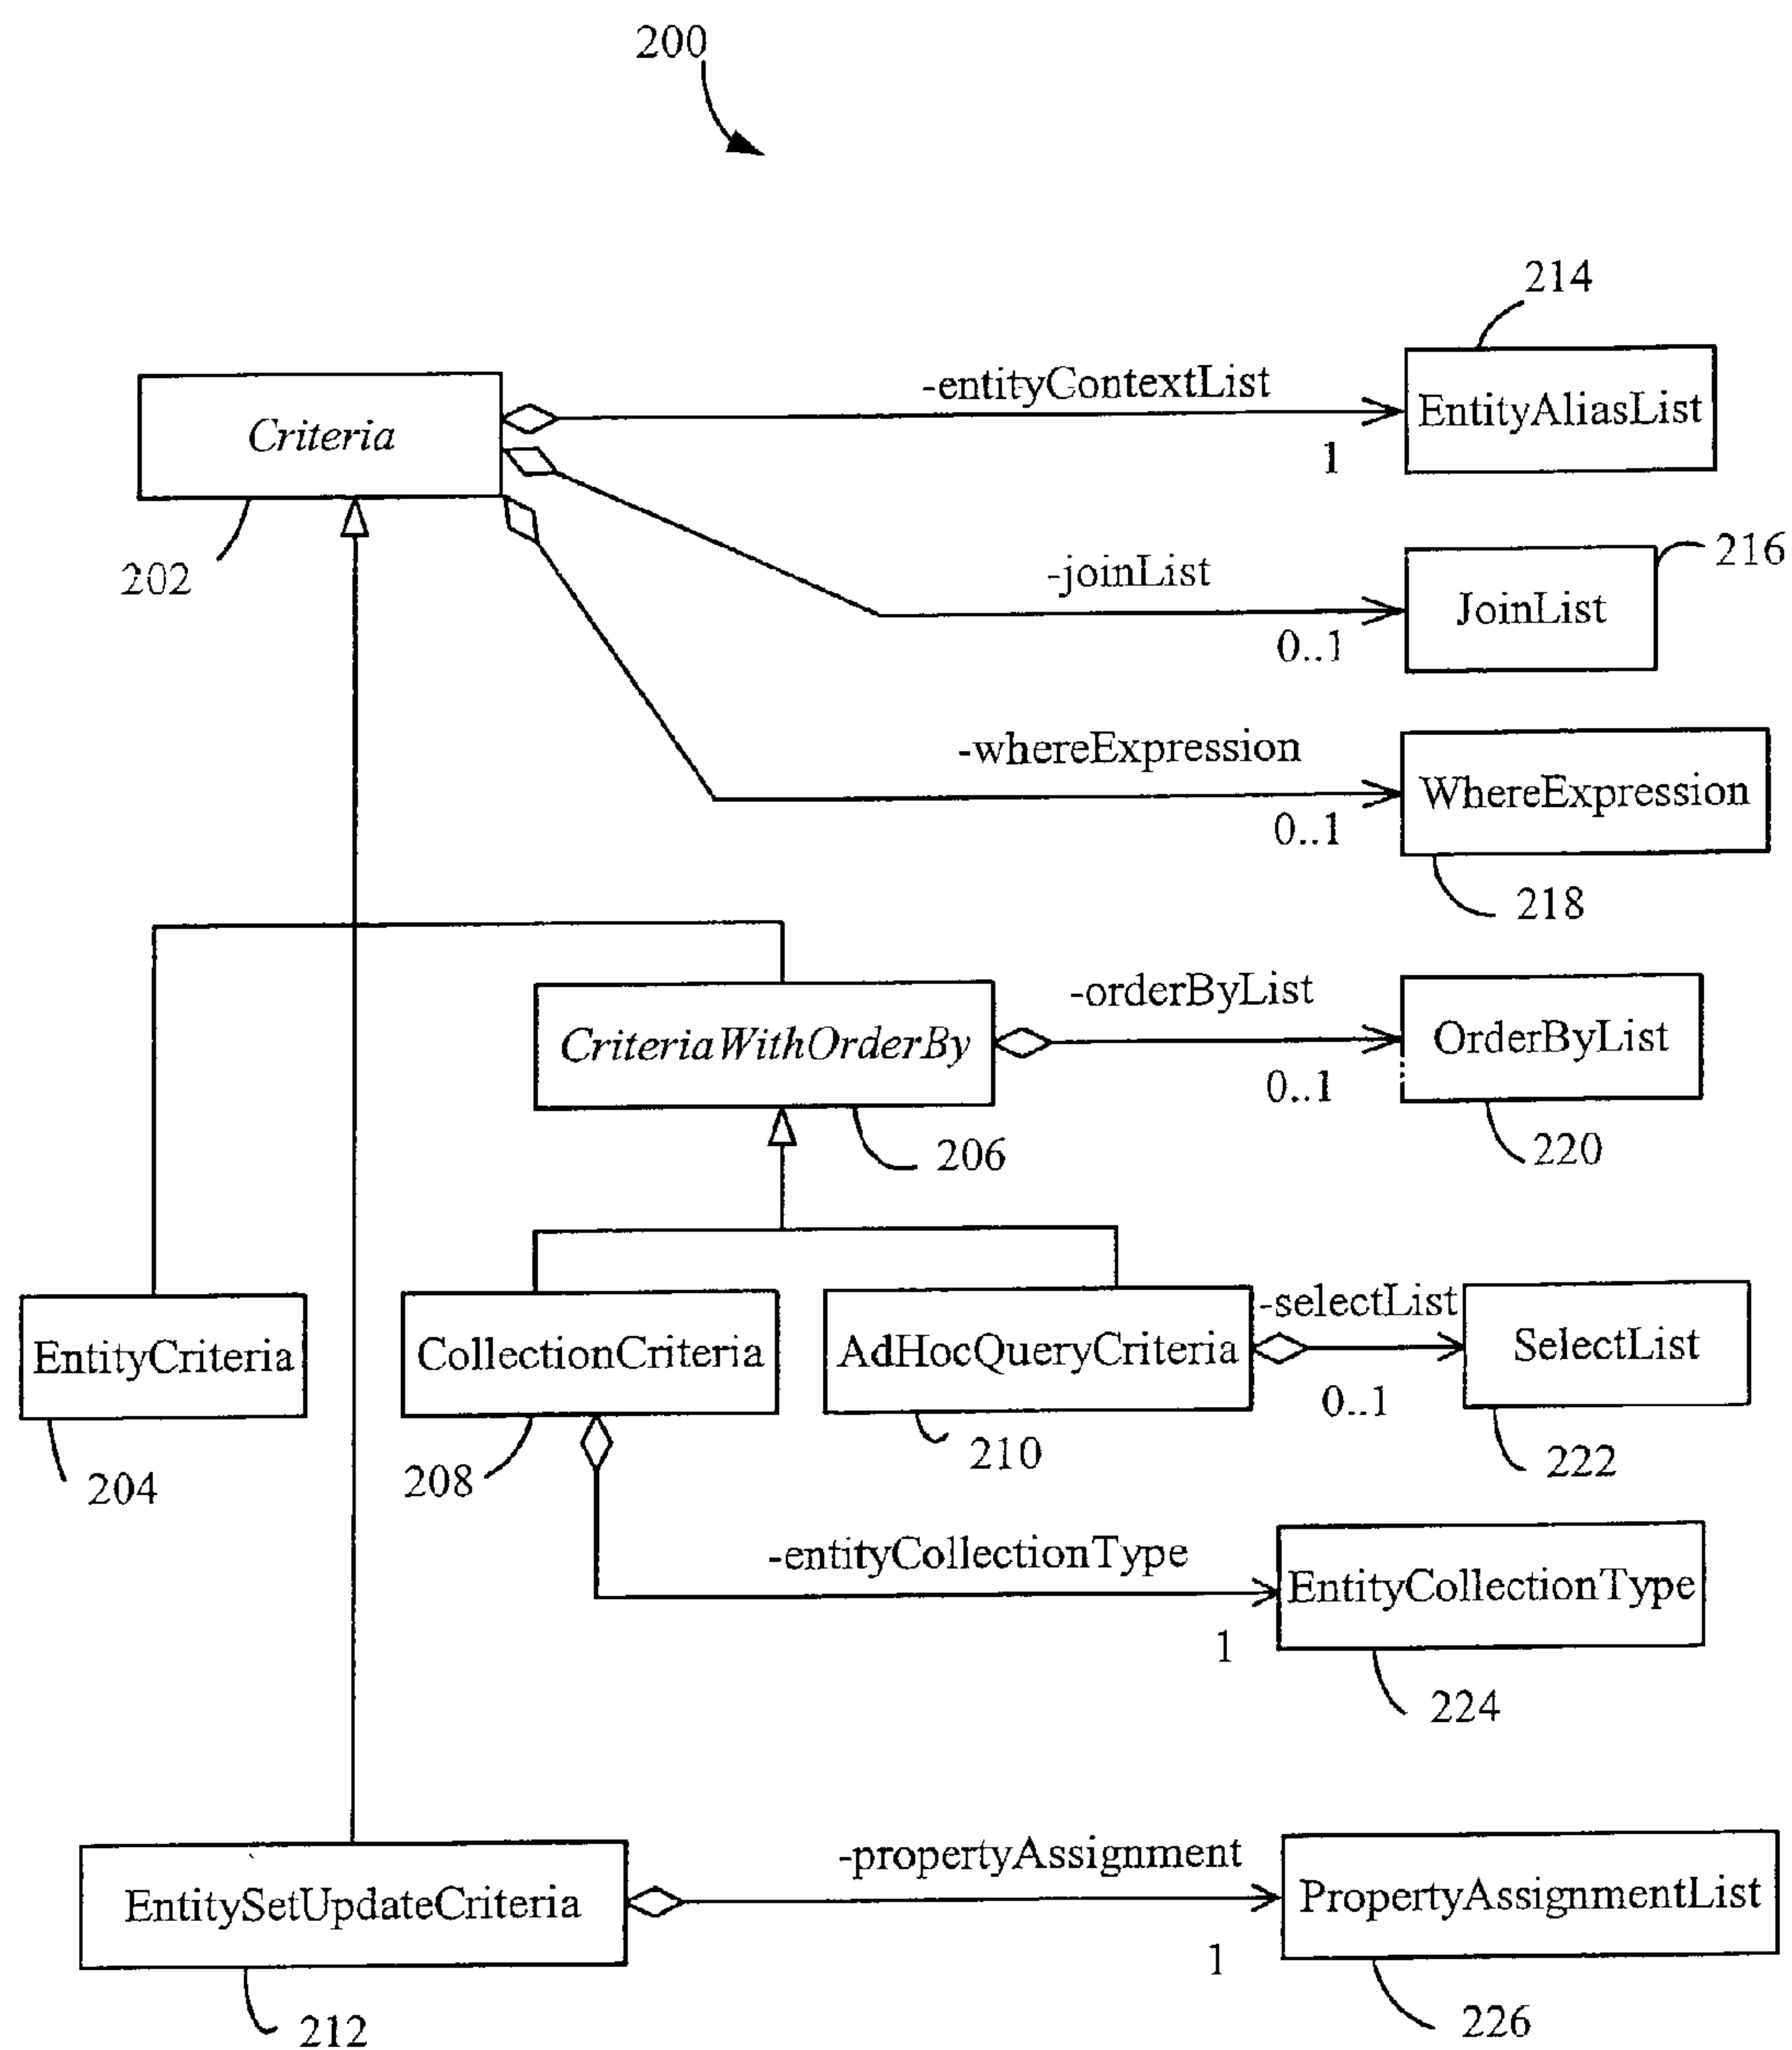 200
214
-entityContextList
EntityAliasList
Criteria
1
202
-joinList
216
JoinList
0..1
-whereExpression
WhereExpression
0..1
218
-orderByList
OrderByList
CriteriaWithOrderBy
0..1
206
220
-selectList
SelectList
EntityCriteria
CollectionCriteria
AdHocQueryCriteria
0..1
204
208
210
222
-entityCollectionType
EntityCollectionType
1
224
-propertyAssignment
PropertyAssignmentList
EntitySetUpdateCriteria
1
212
226